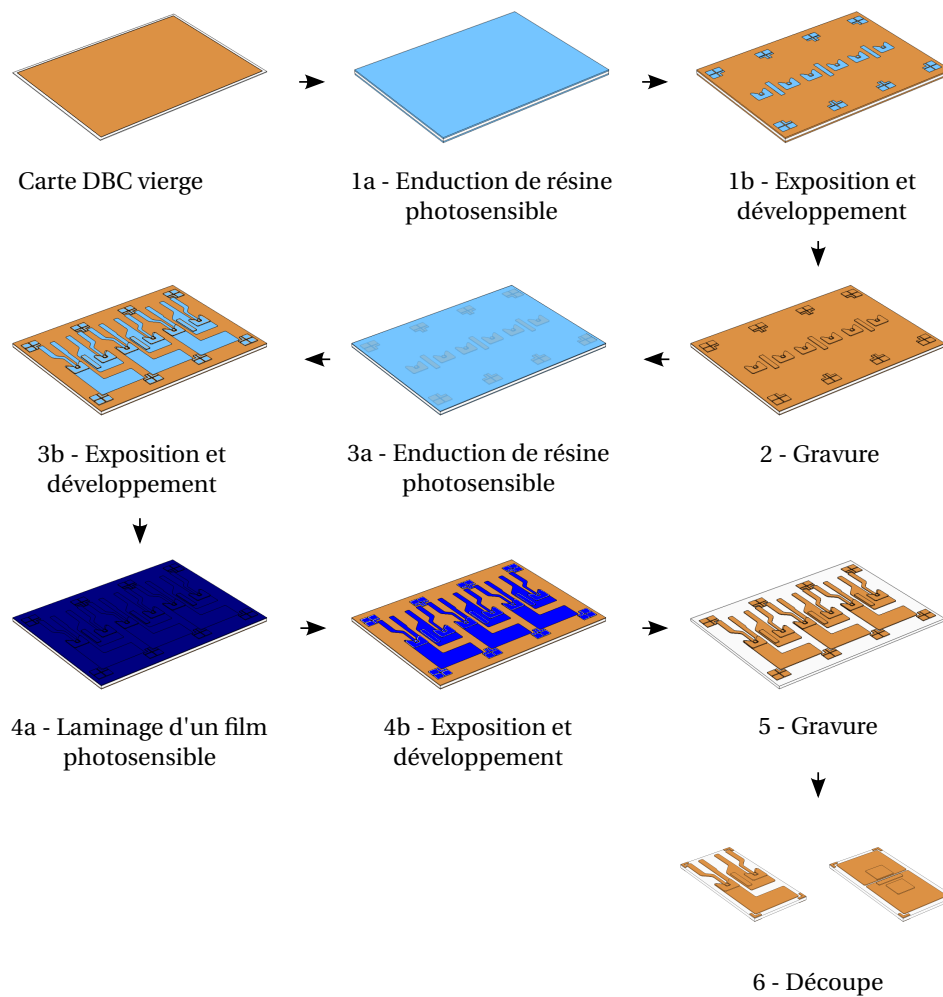 Carte DBC vierge
1a - Enduction de résine
photosensible
1b - Exposition et
développement
3b - Exposition et
développement
3a - Enduction de résine
photosensible
2 - Gravure
4a - Laminage d'un film
photosensible
4b - Exposition et
développement
5 - Gravure
6 - Découpe